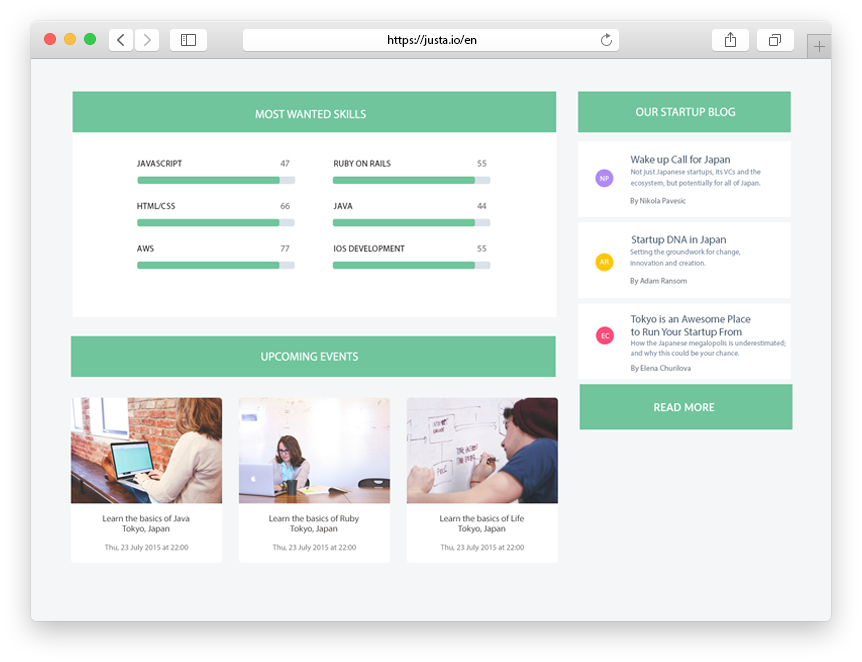 https://justa.io/en
MOST WANTED SKILLS
JAVASCRIPT 47
RUBY ON RAILS 55
HTML/CSS 66
JAVA 44
AWS 77
IOS DEVELOPMENT 55
UPCOMING EVENTS
Learn the basics of Java
Tokyo, Japan
Thu, 23 July 2015 at 22:00
Learn the basics of Ruby
Tokyo, Japan
Thu, 23 July 2015 at 22:00
Learn the basics of Life
Tokyo, Japan
Thu, 23 July 2015 at 22:00
OUR STARTUP BLOG
NP
Wake up Call for Japan
Not just Japanese startups, its VCs and the
ecosystem, but potentially for all of Japan.
By Nikola Pavesic
AR
Startup DNA in Japan
Setting the groundwork for change,
innovation and creation.
By Adam Ransom
EC
Tokyo is an Awesome Place
to Run Your Startup From
How the Japanese megalopolis is underestimated;
and why this could be your chance.
By Elena Churilova
READ MORE